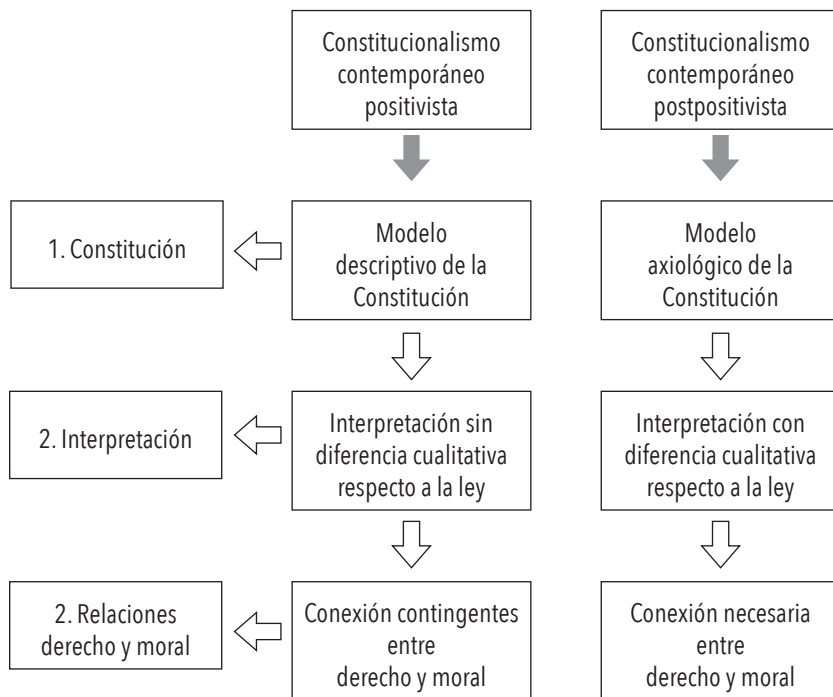 Constitucionalismo
contemporáneo
positivista
Constitucionalismo
contemporáneo
postpositivista
1. Constitución
Modelo
descriptivo de la
Constitución
Modelo
axiológico de la
Constitución
2. Interpretación
Interpretación sin
diferencia cualitativa
respecto a la ley
Interpretación con
diferencia cualitativa
respecto a la ley
2. Relaciones
derecho y moral
Conexión contingentes
entre
derecho y moral
Conexión necesaria
entre
derecho y moral